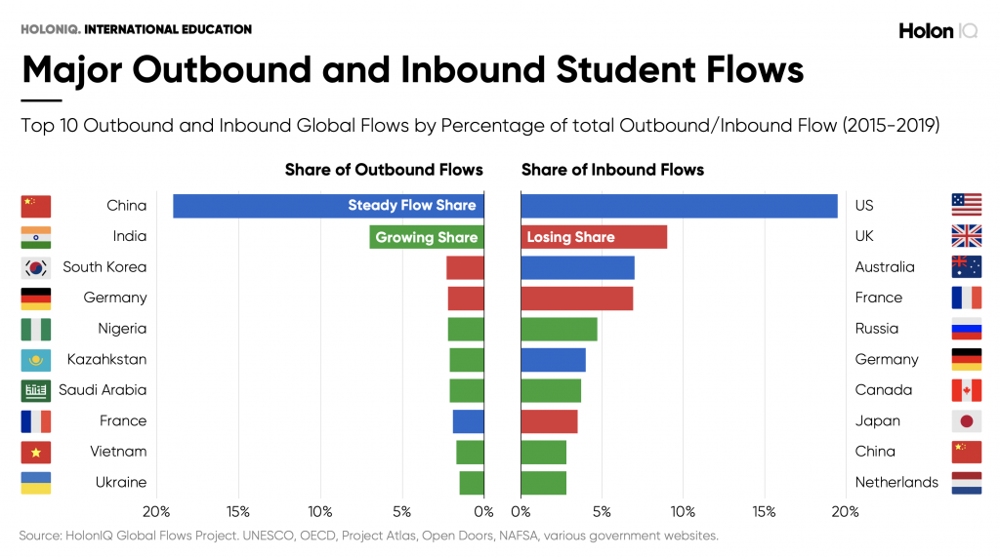 HOLONIQ. INTERNATIONAL EDUCATION
Holon IQ
Major Outbound and Inbound Student Flows
Top 10 Outbound and Inbound Global Flows by Percentage of total Outbound/Inbound Flow (2015-2019)
Share of Outbound Flows
Share of Inbound Flows
China Steady Flow Share US
India Growing Share Losing Share UK
South Korea Australia
Germany France
Nigeria Russia
Kazahkstan Germany
Saudi Arabia Canada
France Japan
Vietnam China
Ukraine Netherlands
20% 15% 10% 5% 0% 0% 5% 10% 15% 20%
Source: HolonIQ Global Flows Project. UNESCO, OECD, Project Atlas, Open Doors, NAFSA, various government websites.